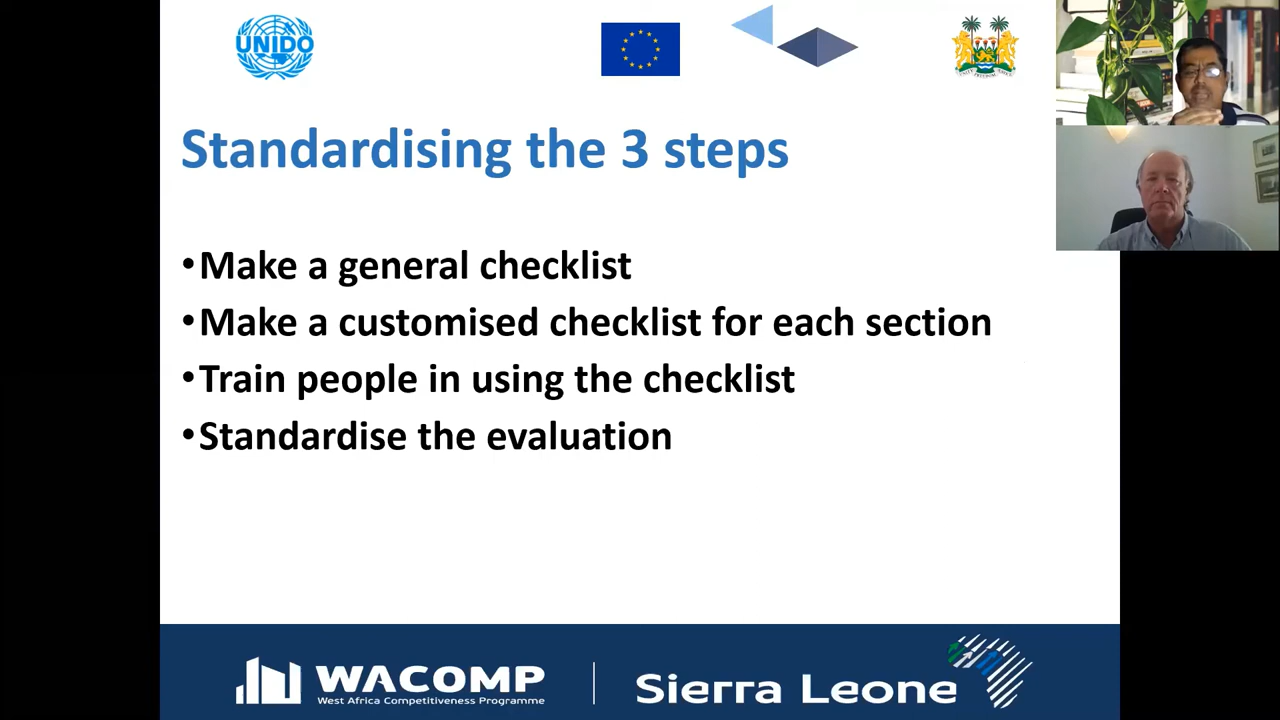 UNIDO
Standardising the 3 steps
•Make a general checklist
•Make a customised checklist for each section
•Train people in using the checklist
•Standardise the evaluation
WACOMP
West Africa Competitiveness Programme
Sierra Leone